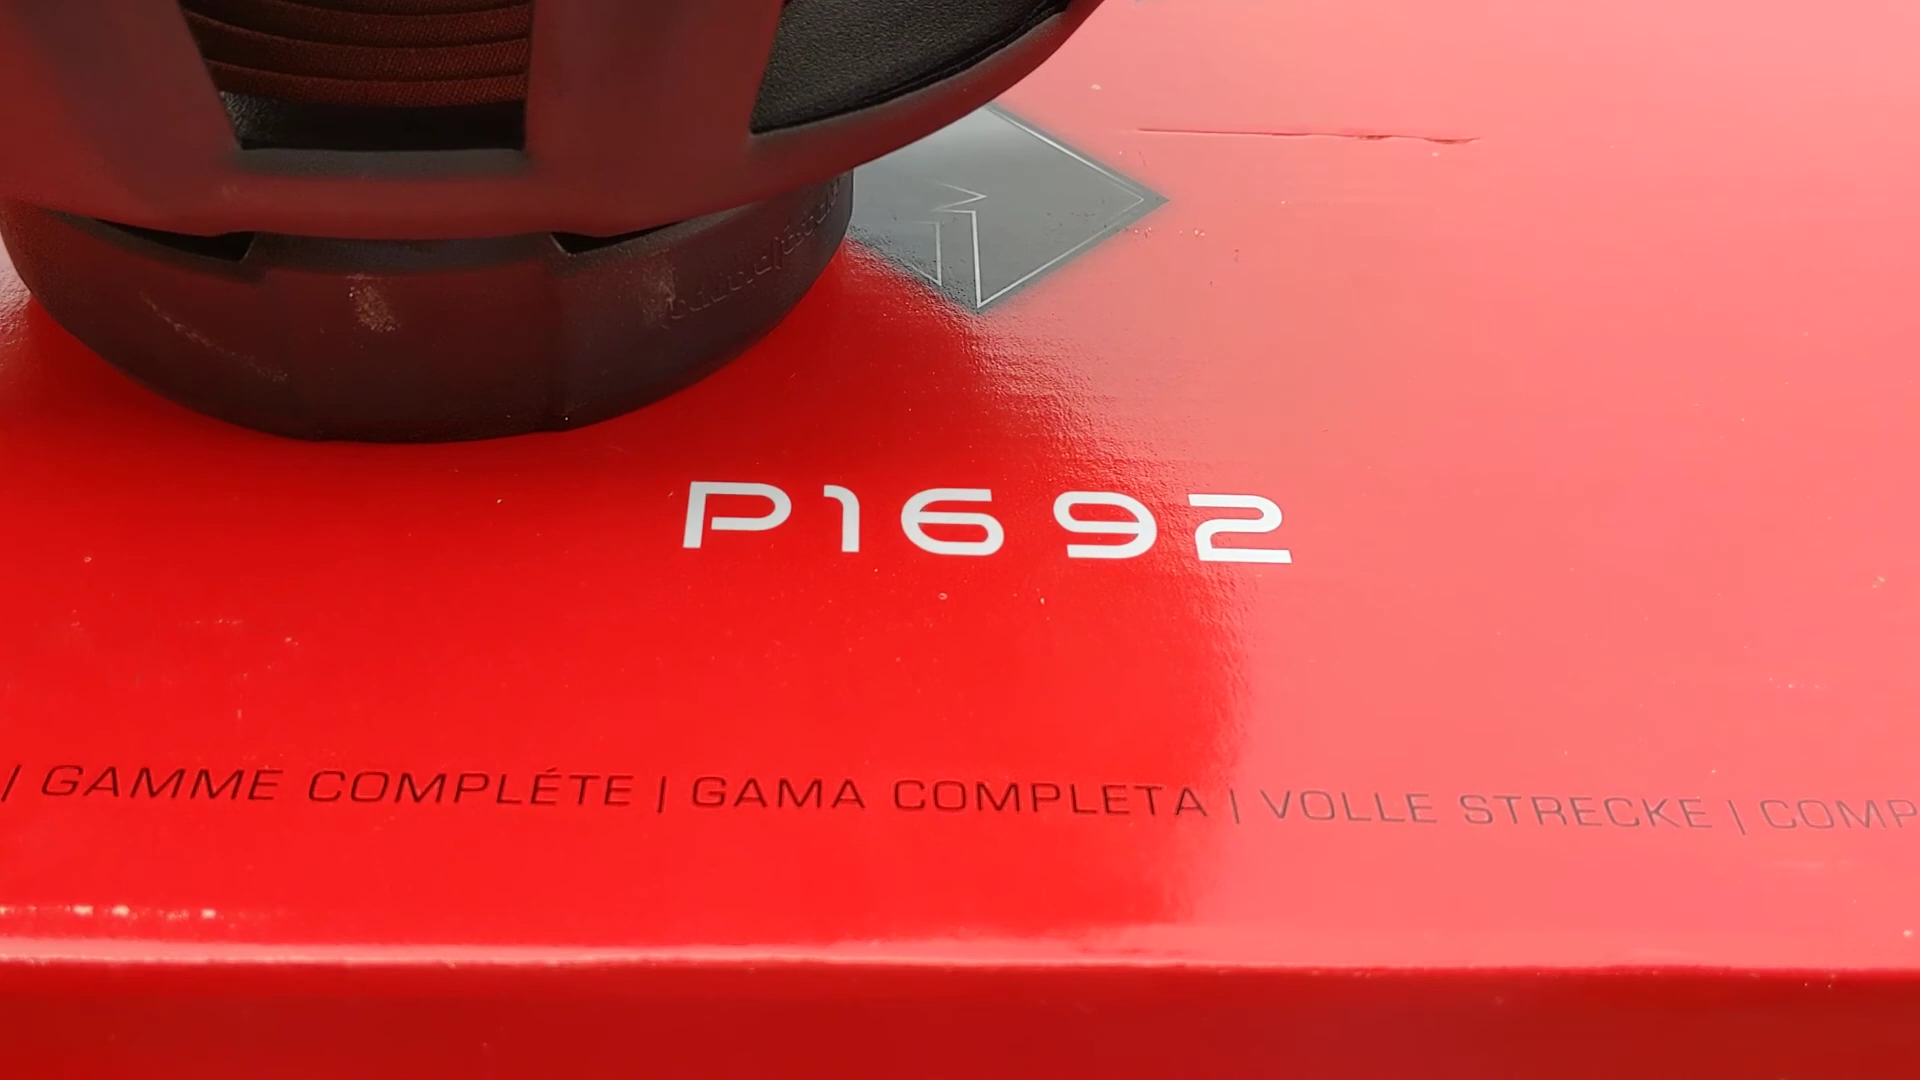 P1692
/ GAMME COMPLÉTE | GAMA COMPLETA | VOLLE STRECKE | COMP